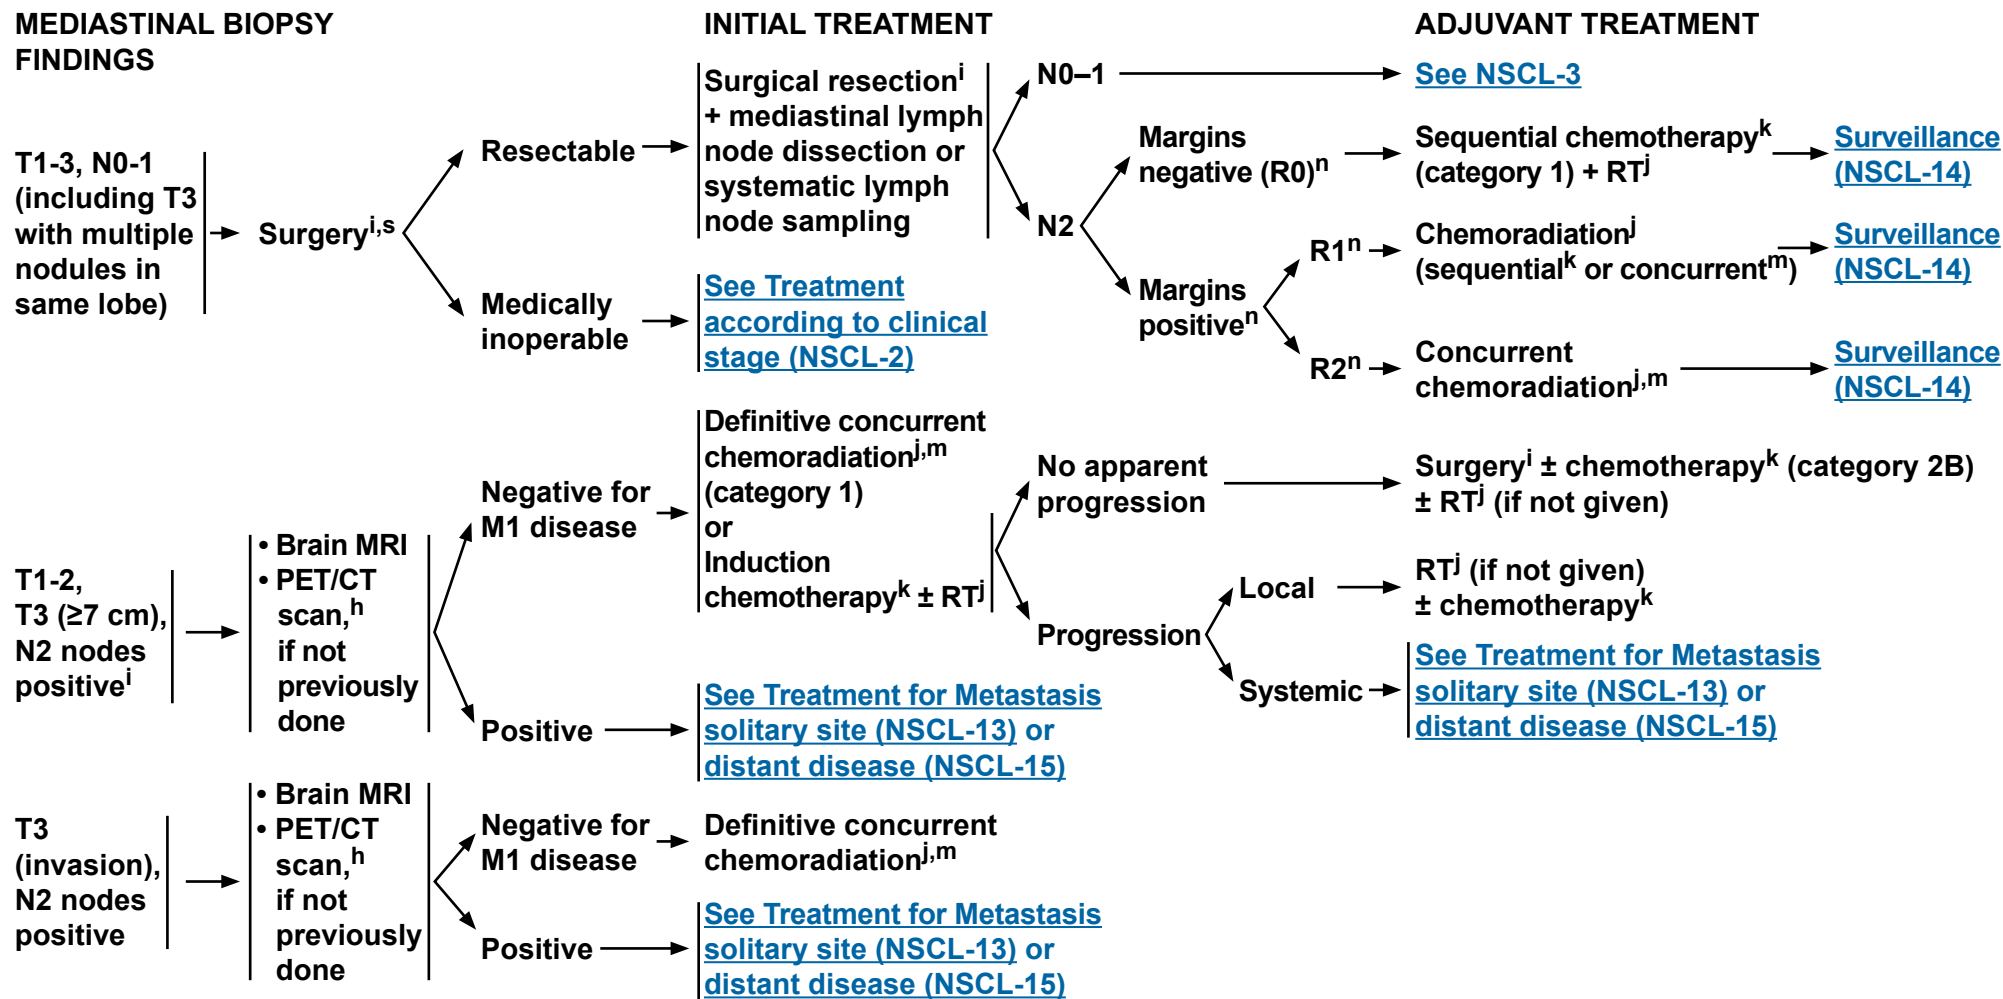 MEDIASTINAL BIOPSY
FINDINGS
INITIAL TREATMENT
ADJUVANT TREATMENT
T1-3, N0-1
(including T3
with multiple
nodules in
same lobe)
Surgeryi,s
Resectable
Surgical resectioni
+ mediastinal lymph
node dissection or
systematic lymph
node sampling
N0–1
See NSCL-3
N2
Margins
negative (R0)n
Sequential chemotherapyk
(category 1) + RTj
Surveillance
(NSCL-14)
Margins
positiven
R1n
Chemoradiationj
(sequentialk or concurrentm)
Surveillance
(NSCL-14)
R2n
Concurrent
chemoradiationj,m
Surveillance
(NSCL-14)
Medically
inoperable
See Treatment
according to clinical
stage (NSCL-2)
T1-2,
T3 (≥7 cm),
N2 nodes
positivei
• Brain MRI
• PET/CT
scan,h
if not
previously
done
Negative for
M1 disease
Definitive concurrent
chemoradiationj,m
(category 1)
or
Induction
chemotherapyk ± RTj
No apparent
progression
Surgeryi ± chemotherapyk (category 2B)
± RTj (if not given)
Progression
Local
RTj (if not given)
± chemotherapyk
Systemic
See Treatment for Metastasis
solitary site (NSCL-13) or
distant disease (NSCL-15)
Positive
See Treatment for Metastasis
solitary site (NSCL-13) or
distant disease (NSCL-15)
T3
(invasion),
N2 nodes
positive
• Brain MRI
• PET/CT
scan,h
if not
previously
done
Negative for
M1 disease
Definitive concurrent
chemoradiationj,m
Positive
See Treatment for Metastasis
solitary site (NSCL-13) or
distant disease (NSCL-15)